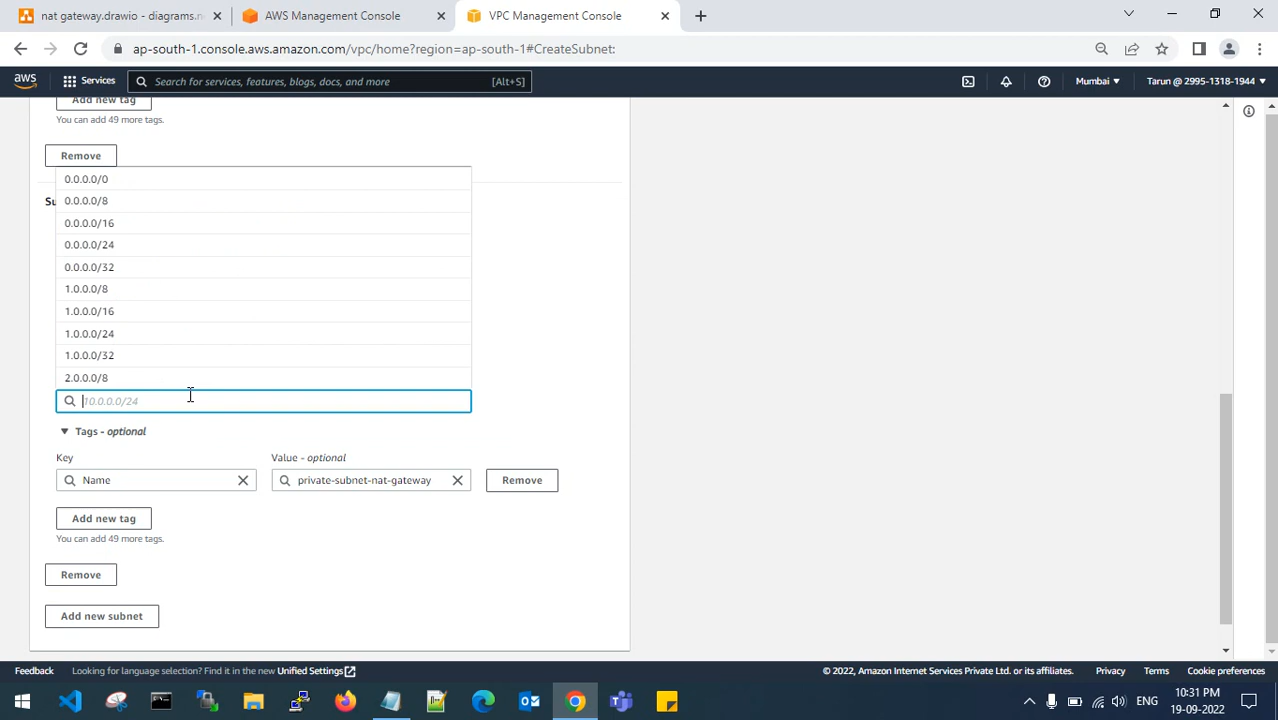 nat gateway.drawio - diagrams.ne
AWS Management Console
VPC Management Console
ap-south-1.console.aws.amazon.com/vpc/home?region=ap-south-1#CreateSubnet:
aws
Services
Search for services, features, blogs, docs, and more
[Alt+S]
Mumbai
Tarun @ 2995-1318-1944
Add new tag
You can add 49 more tags.
Remove
0.0.0.0/0
Su
0.0.0.0/8
0.0.0.0/16
0.0.0.0/24
0.0.0.0/32
1.0.0.0/8
1.0.0.0/16
1.0.0.0/24
1.0.0.0/32
2.0.0.0/8
10.0.0.0/24
Tags - optional
Key
Value - optional
Name
private-subnet-nat-gateway
Remove
Add new tag
You can add 49 more tags.
Remove
Add new subnet
Feedback
Looking for language selection? Find it in the new Unified Settings
© 2022, Amazon Internet Services Private Ltd. or its affiliates.
Privacy
Terms
Cookie preferences
ENG
10:31 PM
19-09-2022